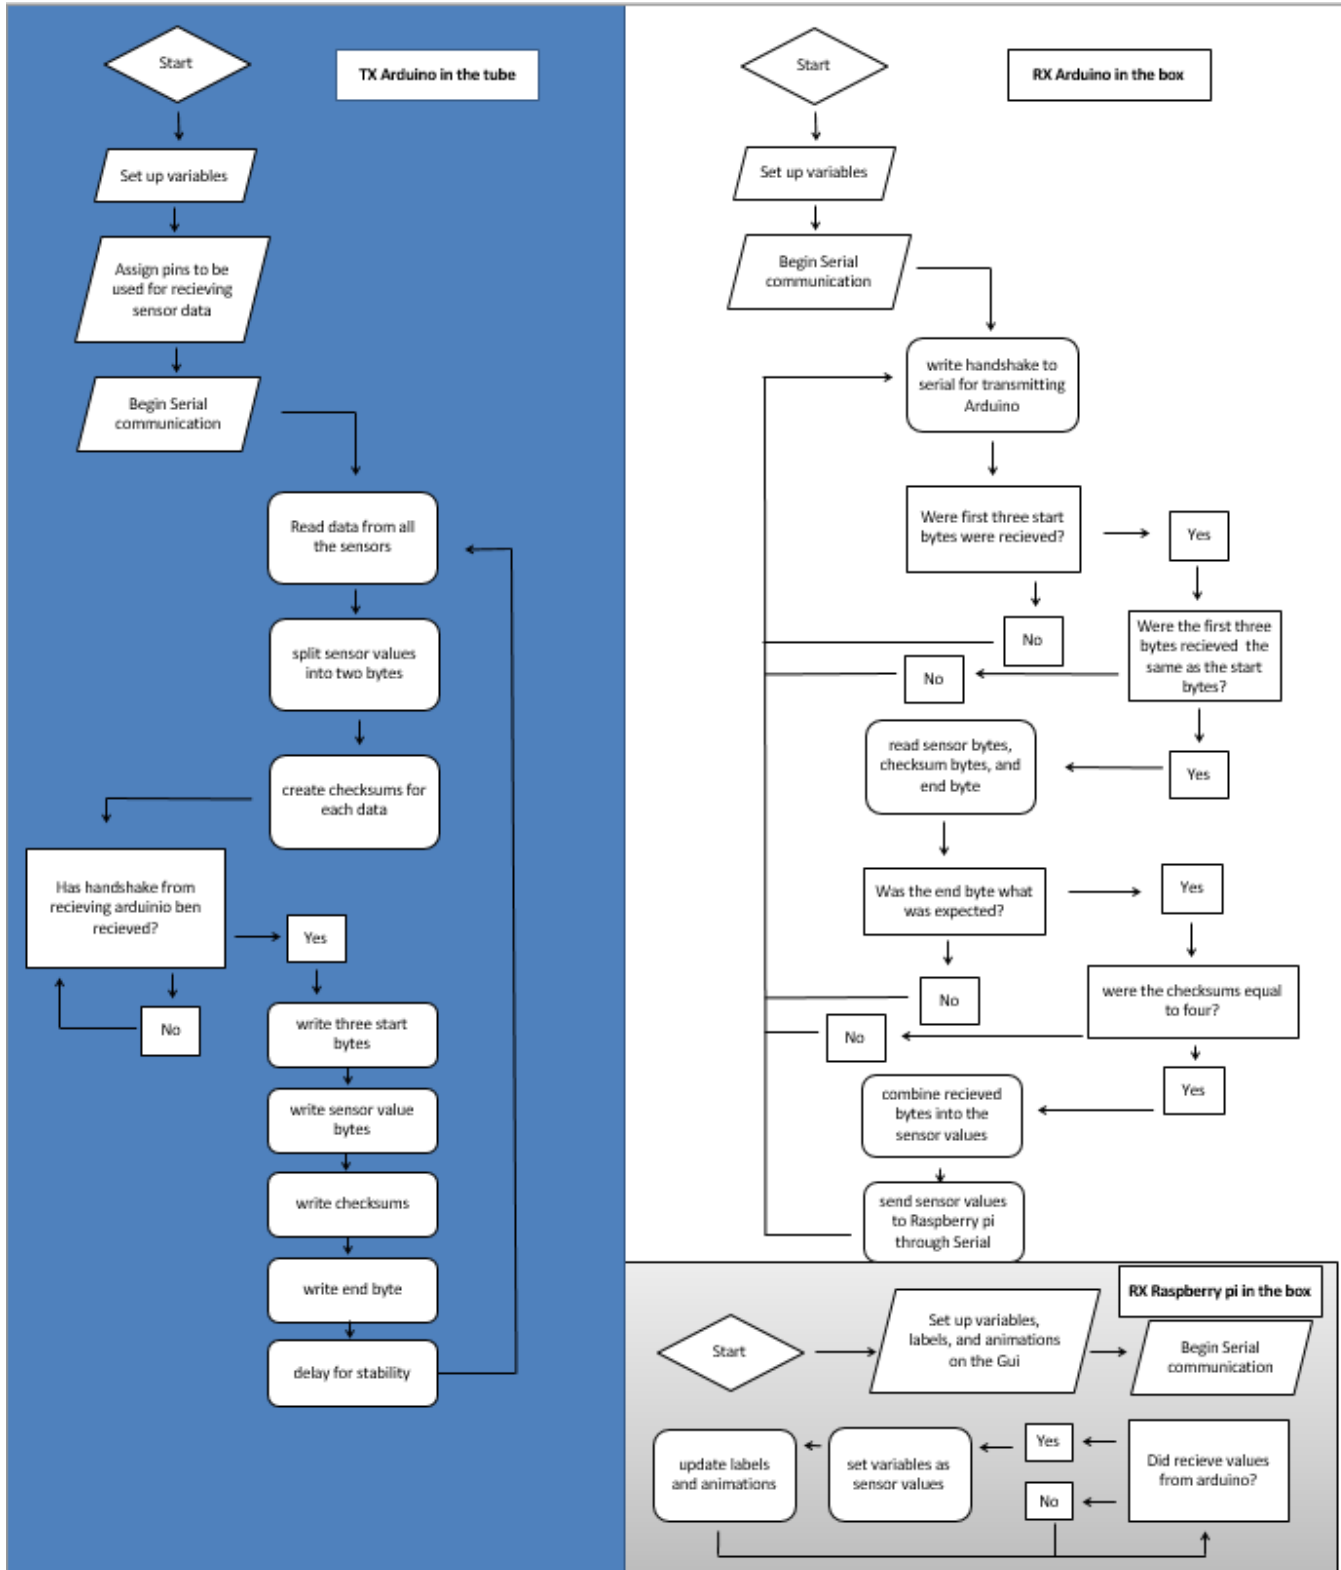 Start
TX Arduino in the tube
Set up variables
Assign pins to be
used for recieving
sensor data
Begin Serial
communication
Read data from all
the sensors
split sensor values
into two bytes
create checksums for
each data
Has handshake from
recieving arduinio ben
recieved?
Yes
No
write three start
bytes
write sensor value
bytes
write checksums
write end byte
delay for stability
Start
RX Arduino in the box
Set up variables
Begin Serial
communication
write handshake to
serial for transmitting
Arduino
Were first three start
bytes were recieved?
Yes
No
Were the first three
bytes recieved the
same as the start
bytes?
No
Yes
read sensor bytes,
checksum bytes, and
end byte
Was the end byte what
was expected?
Yes
No
were the checksums equal
to four?
No
Yes
combine recieved
bytes into the
sensor values
send sensor values
to Raspberry pi
through Serial
RX Raspberry pi in the box
Start
Set up variables,
labels, and animations
on the Gui
Begin Serial
communication
Did recieve values
from arduino?
Yes
No
set variables as
sensor values
update labels
and animations